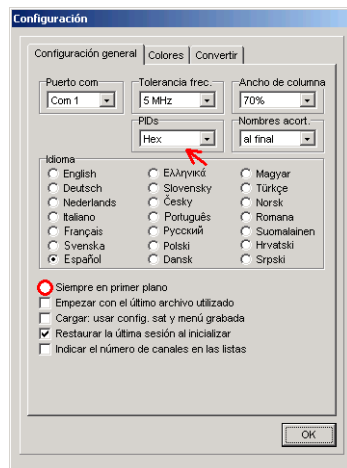 Configuración
Configuración general Colores Convertir
Puerto com Tolerancia frec. Ancho de columna
Com 1 5 MHz 70%
PIDs Nombres acort.
Hex al final
Idioma
English Ελληνικά Magyar
Deutsch Slovensky Türkçe
Nederlands Česky Norsk
Italiano Português Romana
Français Русский Suomalainen
Svenska Polski Hrvatski
Español Dansk Srpski
Siempre en primer plano
Empezar con el último archivo utilizado
Cargar: usar config. sat y menú grabada
Restaurar la última sesión al inicializar
Indicar el número de canales en las listas
OK